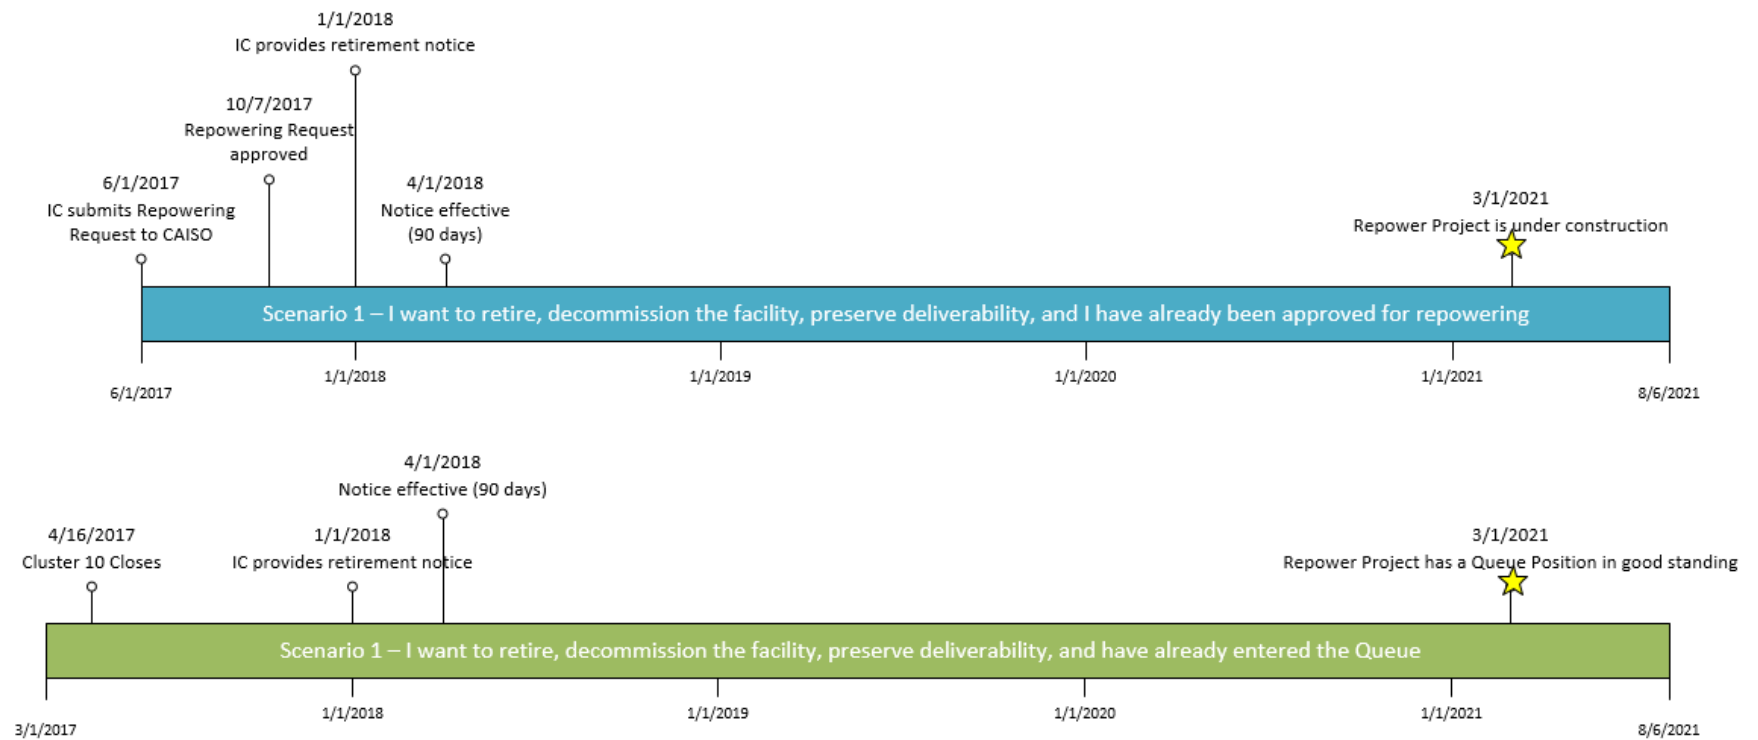 1/1/2018
IC provides retirement notice
10/7/2017
Repowering Request
approved
6/1/2017
IC submits Repowering
Request to CAISO
4/1/2018
Notice effective
(90 days)
3/1/2021
Repower Project is under construction
Scenario 1 – I want to retire, decommission the facility, preserve deliverability, and I have already been approved for repowering
6/1/2017
1/1/2018
1/1/2019
1/1/2020
1/1/2021
8/6/2021
4/1/2018
Notice effective (90 days)
4/16/2017
Cluster 10 Closes
1/1/2018
IC provides retirement notice
3/1/2021
Repower Project has a Queue Position in good standing
Scenario 1 – I want to retire, decommission the facility, preserve deliverability, and have already entered the Queue
3/1/2017
1/1/2018
1/1/2019
1/1/2020
1/1/2021
8/6/2021